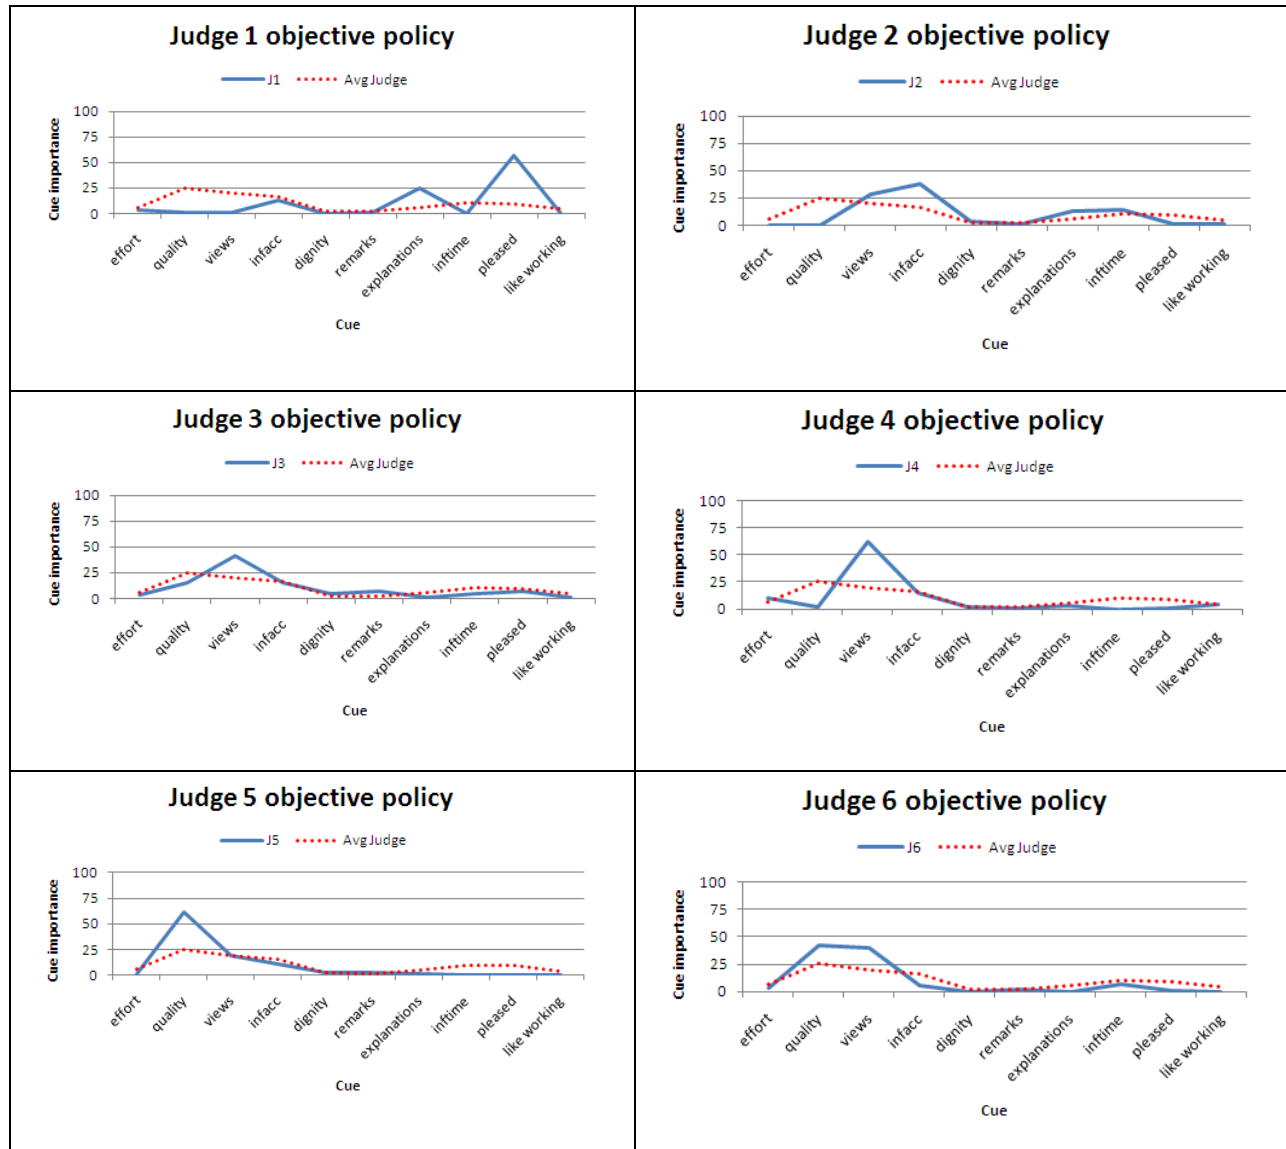 Judge 1 objective policy
J1 Avg Judge
Cue importance
100
75
50
25
0
effort quality views infacc dignity remarks explanations inftime pleased like working
Cue
Judge 2 objective policy
J2 Avg Judge
Cue importance
100
75
50
25
0
effort quality views infacc dignity remarks explanations inftime pleased like working
Cue
Judge 3 objective policy
J3 Avg Judge
Cue importance
100
75
50
25
0
effort quality views infacc dignity remarks explanations inftime pleased like working
Cue
Judge 4 objective policy
J4 Avg Judge
Cue importance
100
75
50
25
0
effort quality views infacc dignity remarks explanations inftime pleased like working
Cue
Judge 5 objective policy
J5 Avg Judge
Cue importance
100
75
50
25
0
effort quality views infacc dignity remarks explanations inftime pleased like working
Cue
Judge 6 objective policy
J6 Avg Judge
Cue importance
100
75
50
25
0
effort quality views infacc dignity remarks explanations inftime pleased like working
Cue